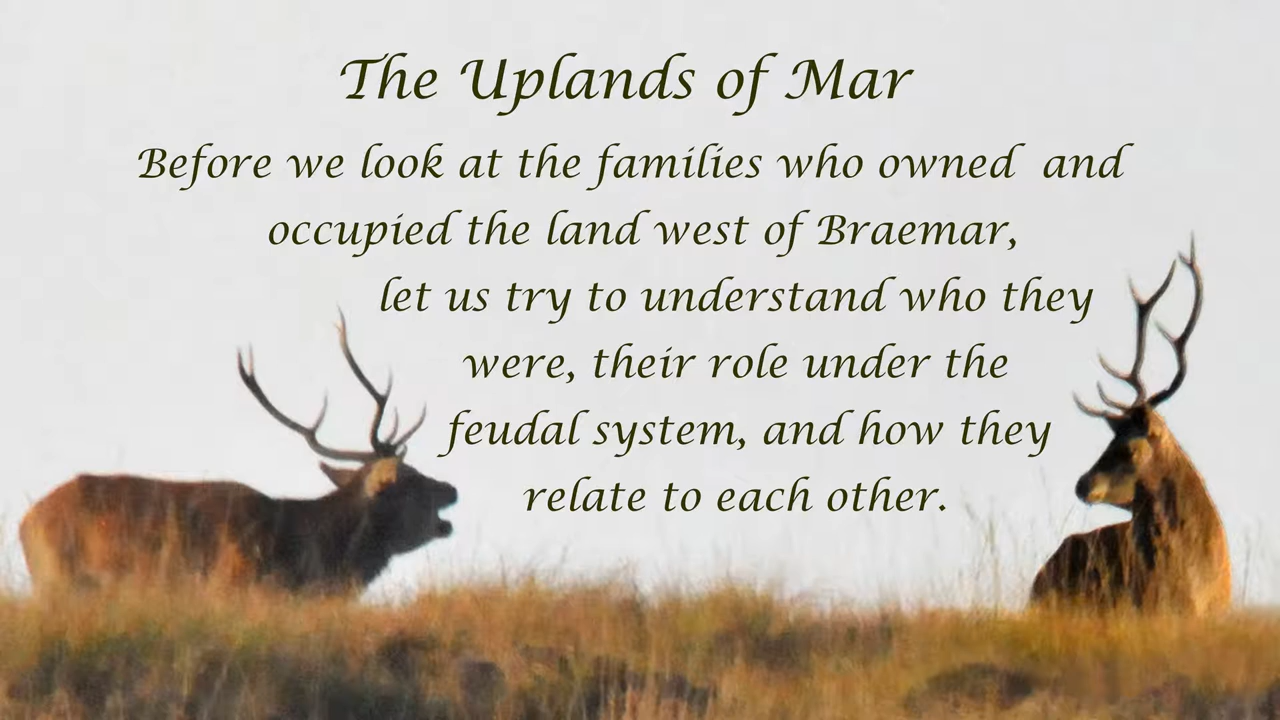 The Uplands of Mar
Before we look at the families who owned and
occupied the land west of Braemar,
let us try to understand who they
were, their role under the
feudal system, and how they
relate to each other.